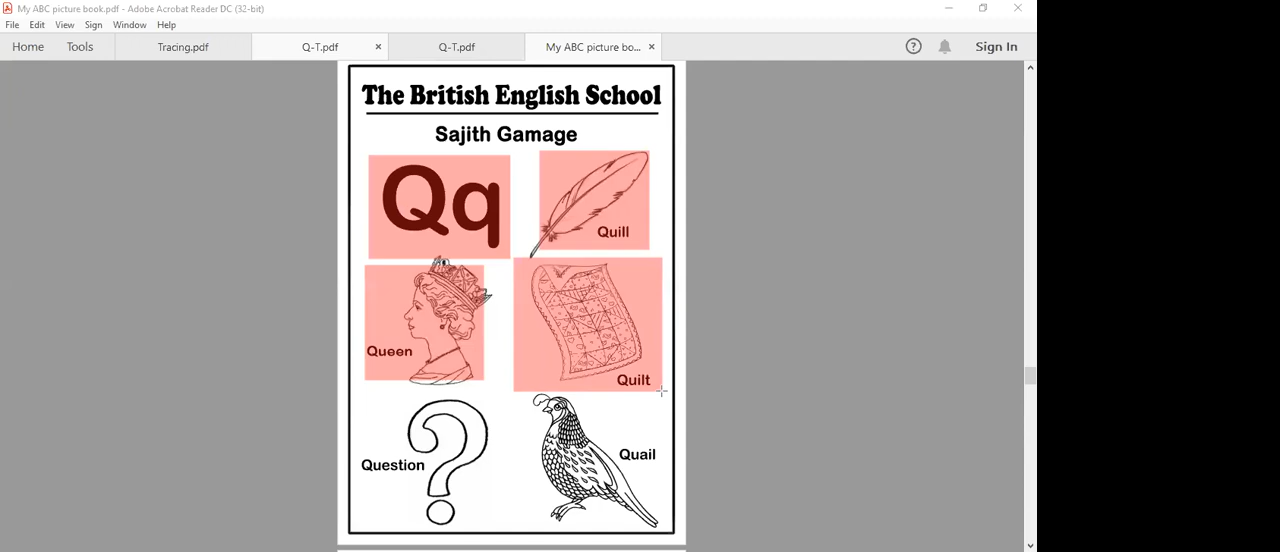 My ABC picture book.pdf - Adobe Acrobat Reader DC (32-bit)
File Edit View Sign Window Help
Home Tools Tracing.pdf Q-T.pdf × Q-T.pdf My ABC picture bo... × ? Sign In
The British English School
Sajith Gamage
Qq
Quill
Queen
Quilt
Question
?
Quail